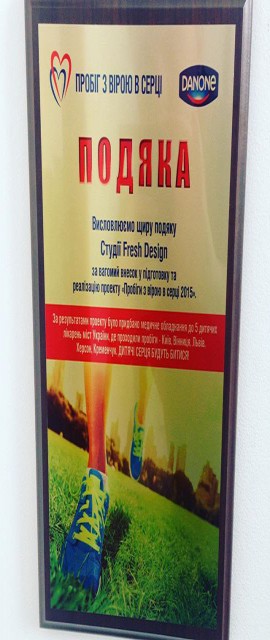 ПРОБІГ З ВІРОЮ В СЕРЦІ
DANONE
ПОДЯКА
Висловлюємо щиру подяку
Студії Fresh Design
за вагомий внесок у підготовку та
реалізацію проекту «Пробіги з вірою в серці 2015».
За результатами проекту було придбано медичне обладнання до 5 дитячих
лікарень міст України, де проходили пробіги - Київ, Вінниця, Львів,
Херсон, Кременчук. ДИТЯЧІ СЕРЦЯ БУДУТЬ БИТИСЯ!